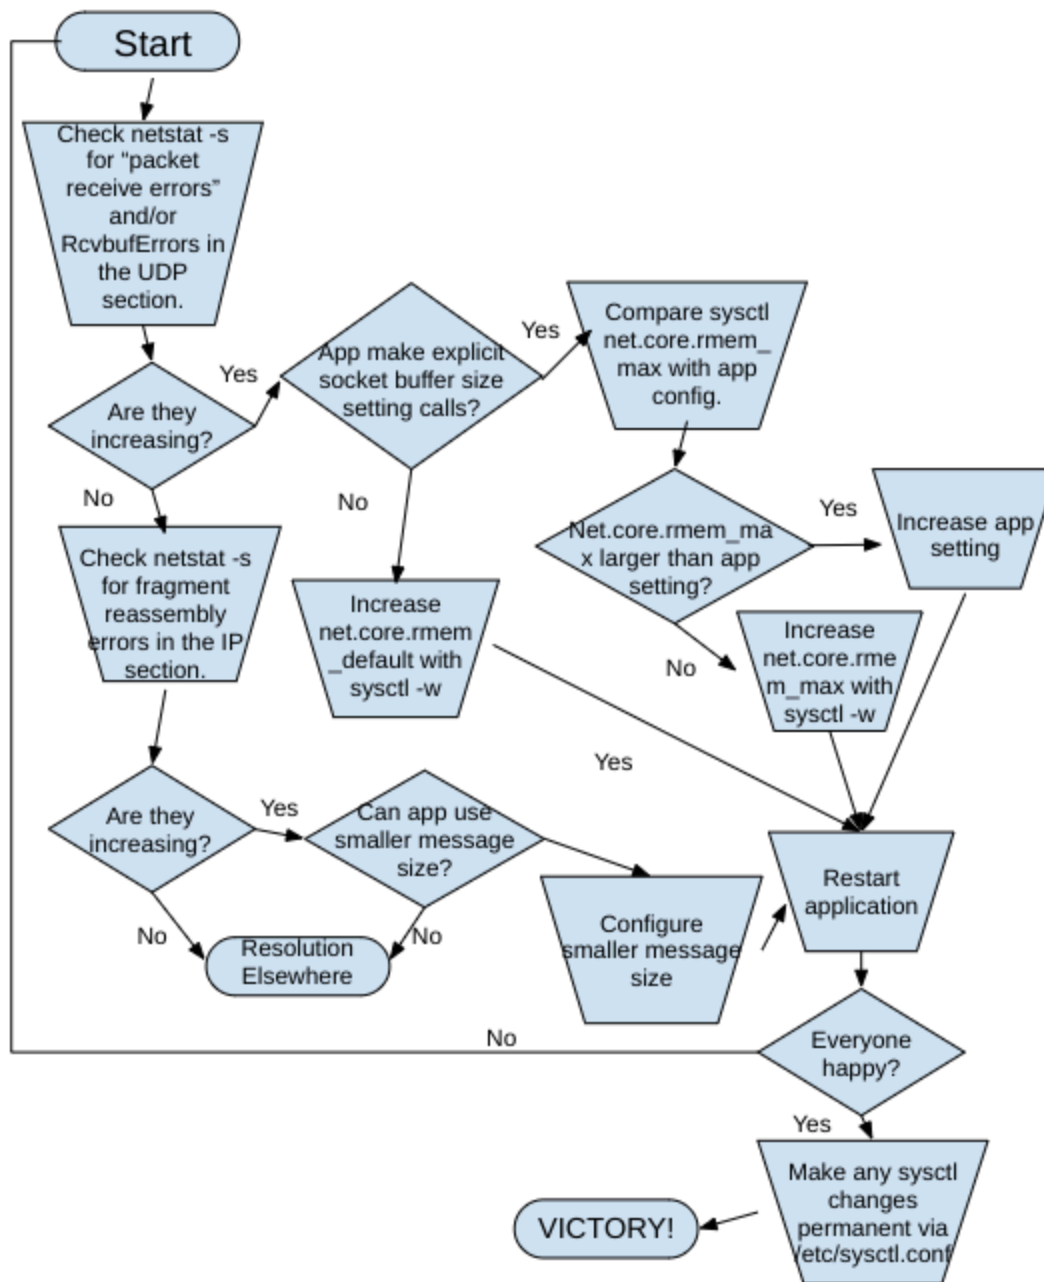 Start
Check netstat -s
for “packet
receive errors”
and/or
RcvbufErrors in
the UDP
section.
Are they
increasing?
Yes
App make explicit
socket buffer size
setting calls?
Yes
Compare sysctl
net.core.rmem_
max with app
config.
No
Check netstat -s
for fragment
reassembly
errors in the IP
section.
No
Increase
net.core.rmem
_default with
sysctl -w
Net.core.rmem_ma
x larger than app
setting?
Yes
Increase app
setting
No
Increase
net.core.rme
m_max with
sysctl -w
Are they
increasing?
Yes
Can app use
smaller message
size?
Yes
No
Resolution
Elsewhere
No
Configure
smaller message
size
Restart
application
Everyone
happy?
No
Yes
Make any sysctl
changes
permanent via
/etc/sysctl.conf
VICTORY!